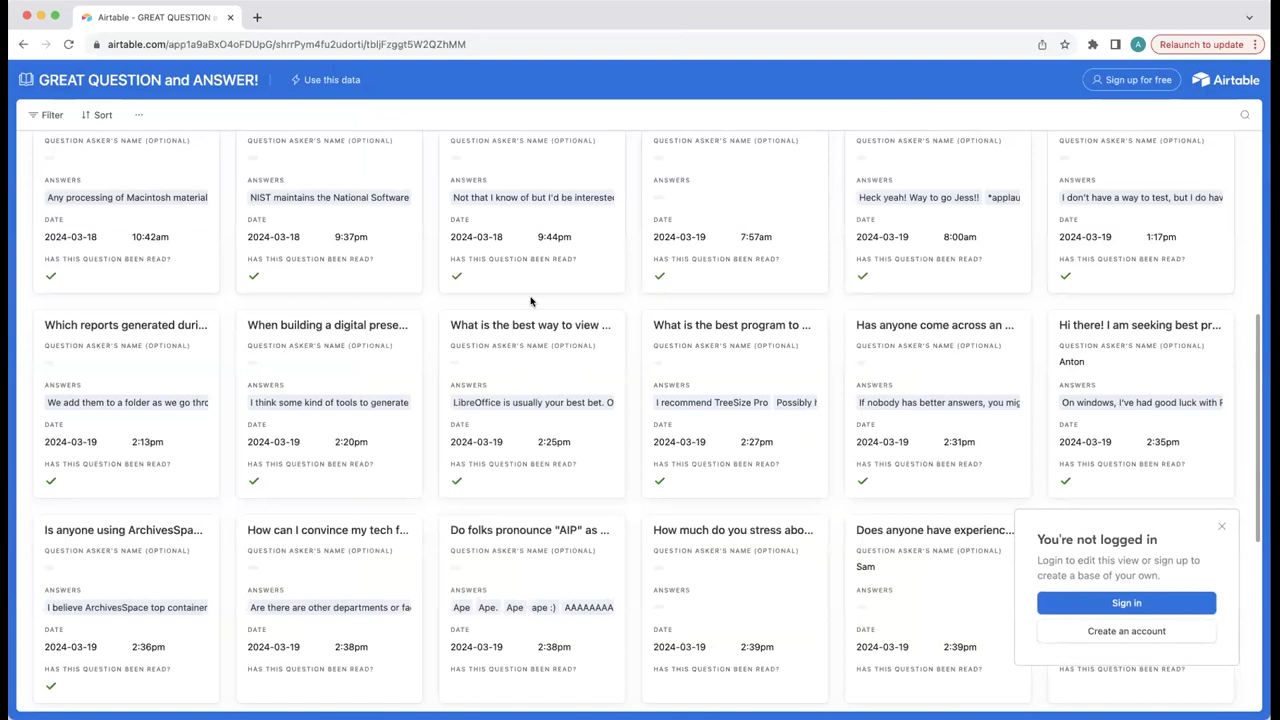 Airtable - GREAT QUESTION
airtable.com/app1a9aBxO4oFDUpG/shrrPym4fu2udorti/tbljFzggt5W2QZhMM
A
Relaunch to update
GREAT QUESTION and ANSWER!
Use this data
Sign up for free
Airtable
Filter
Sort
...
QUESTION ASKER'S NAME (OPTIONAL) QUESTION ASKER'S NAME (OPTIONAL) QUESTION ASKER'S NAME (OPTIONAL) QUESTION ASKER'S NAME (OPTIONAL) QUESTION ASKER'S NAME (OPTIONAL) QUESTION ASKER'S NAME (OPTIONAL)
ANSWERS ANSWERS ANSWERS ANSWERS ANSWERS ANSWERS
Any processing of Macintosh material NIST maintains the National Software Not that I know of but I'd be intereste Heck yeah! Way to go Jess!! *applau I don't have a way to test, but I do hav
DATE DATE DATE DATE DATE DATE
2024-03-18 10:42am 2024-03-18 9:37pm 2024-03-18 9:44pm 2024-03-19 7:57am 2024-03-19 8:00am 2024-03-19 1:17pm
HAS THIS QUESTION BEEN READ? HAS THIS QUESTION BEEN READ? HAS THIS QUESTION BEEN READ? HAS THIS QUESTION BEEN READ? HAS THIS QUESTION BEEN READ? HAS THIS QUESTION BEEN READ?
Which reports generated duri... When building a digital prese... What is the best way to view ... What is the best program to ... Has anyone come across an ... Hi there! I am seeking best pr...
QUESTION ASKER'S NAME (OPTIONAL) QUESTION ASKER'S NAME (OPTIONAL) QUESTION ASKER'S NAME (OPTIONAL) QUESTION ASKER'S NAME (OPTIONAL) QUESTION ASKER'S NAME (OPTIONAL) QUESTION ASKER'S NAME (OPTIONAL)
Anton
ANSWERS ANSWERS ANSWERS ANSWERS ANSWERS ANSWERS
We add them to a folder as we go thro I think some kind of tools to generate LibreOffice is usually your best bet. O I recommend TreeSize Pro Possibly h If nobody has better answers, you mig On windows, I've had good luck with F
DATE DATE DATE DATE DATE DATE
2024-03-19 2:13pm 2024-03-19 2:20pm 2024-03-19 2:25pm 2024-03-19 2:27pm 2024-03-19 2:31pm 2024-03-19 2:35pm
HAS THIS QUESTION BEEN READ? HAS THIS QUESTION BEEN READ? HAS THIS QUESTION BEEN READ? HAS THIS QUESTION BEEN READ? HAS THIS QUESTION BEEN READ? HAS THIS QUESTION BEEN READ?
Is anyone using ArchivesSpa... How can I convince my tech f... Do folks pronounce "AIP" as ... How much do you stress abo... Does anyone have experienc...
QUESTION ASKER'S NAME (OPTIONAL) QUESTION ASKER'S NAME (OPTIONAL) QUESTION ASKER'S NAME (OPTIONAL) QUESTION ASKER'S NAME (OPTIONAL) QUESTION ASKER'S NAME (OPTIONAL)
Sam
ANSWERS ANSWERS ANSWERS ANSWERS ANSWERS
I believe ArchivesSpace top container Are there are other departments or fa Ape Ape. Ape ape :) AAAAAAAA
DATE DATE DATE DATE DATE
2024-03-19 2:36pm 2024-03-19 2:38pm 2024-03-19 2:38pm 2024-03-19 2:39pm 2024-03-19 2:39pm
HAS THIS QUESTION BEEN READ? HAS THIS QUESTION BEEN READ? HAS THIS QUESTION BEEN READ? HAS THIS QUESTION BEEN READ? HAS THIS QUESTION BEEN READ?
You're not logged in
Login to edit this view or sign up to
create a base of your own.
Sign in
Create an account